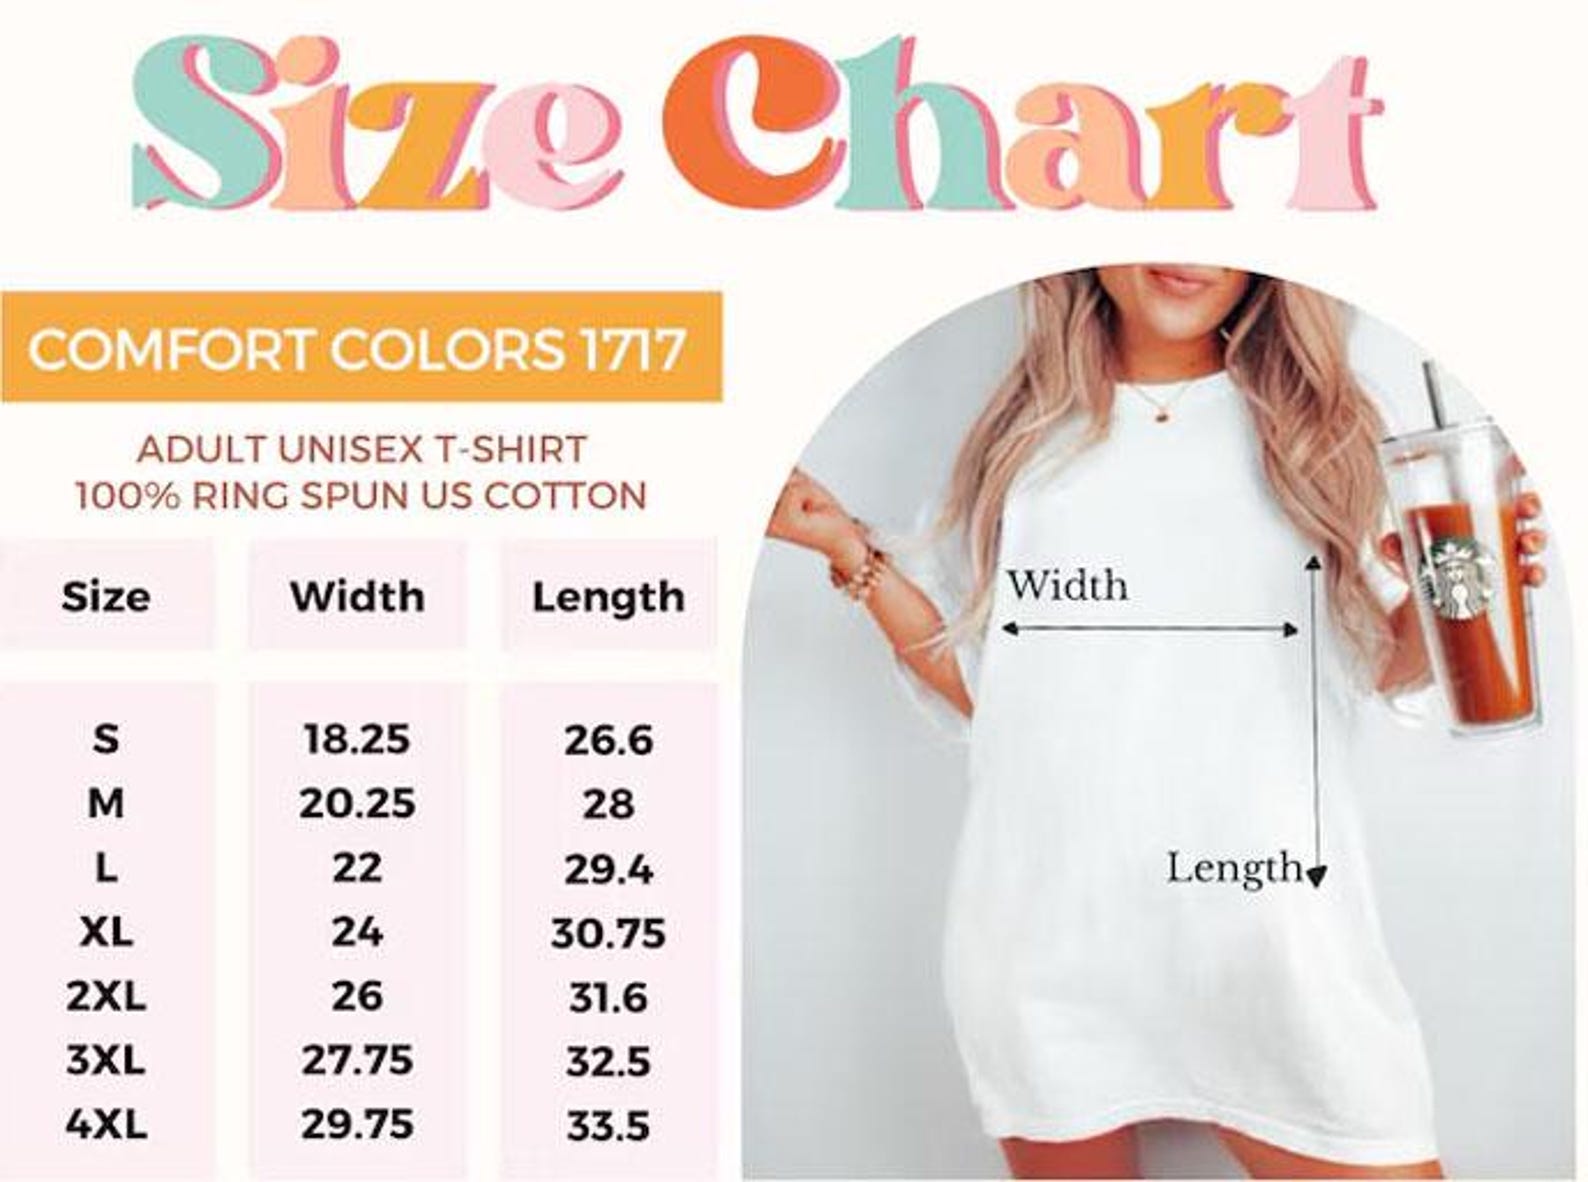 Size Chart
COMFORT COLORS 1717
ADULT UNISEX T-SHIRT
100% RING SPUN US COTTON
Size Width Length
S 18.25 26.6
M 20.25 28
L 22 29.4
XL 24 30.75
2XL 26 31.6
3XL 27.75 32.5
4XL 29.75 33.5
Width
Length